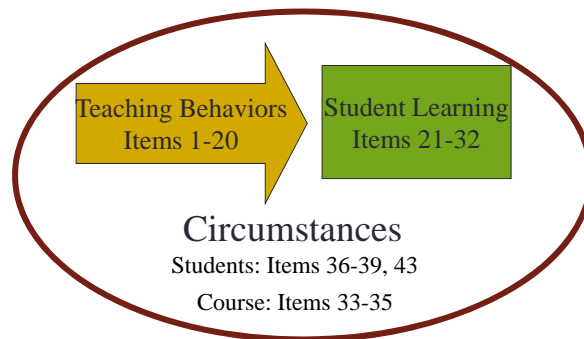 Teaching Behaviors
Items 1-20
Student Learning
Items 21-32
Circumstances
Students: Items 36-39, 43
Course: Items 33-35